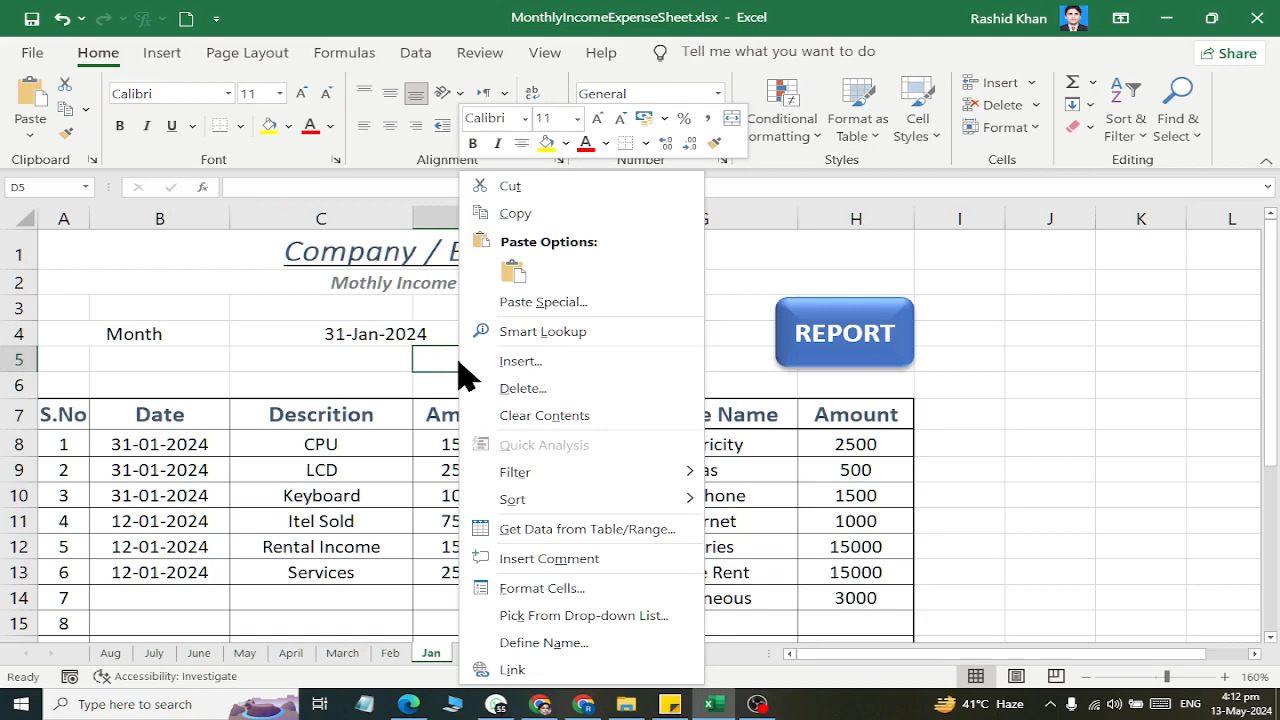 MonthlyIncomeExpenseSheet.xlsx - Excel
Rashid Khan
File Home Insert Page Layout Formulas Data Review View Help Tell me what you want to do Share
Paste
Calibri 11
General
Conditional Formatting
Format as Table
Cell Styles
Insert
Delete
Format
Sort & Filter
Find & Select
Clipboard Font Alignment Number Styles Cells Editing
Calibri 11
B I U
B I
D5
fx
A B C G H I J K L
1 Company / B
2 Mothly Income
3
4 Month 31-Jan-2024
REPORT
5
6
7 S.No Date Descrition Am e Name Amount
8 1 31-01-2024 CPU 15 ricity 2500
9 2 31-01-2024 LCD 25 as 500
10 3 31-01-2024 Keyboard 10 phone 1500
11 4 12-01-2024 Itel Sold 75 rnet 1000
12 5 12-01-2024 Rental Income 15 ries 15000
13 6 12-01-2024 Services 25 e Rent 15000
14 7 neous 3000
15 8
Cut
Copy
Paste Options:
Paste Special...
Smart Lookup
Insert...
Delete...
Clear Contents
Quick Analysis
Filter
Sort
Get Data from Table/Range...
Insert Comment
Format Cells...
Pick From Drop-down List...
Define Name...
Link
Aug July June May April March Feb Jan
Ready Accessibility: Investigate 160%
Type here to search
41°C Haze
4:12 pm
13-May-2024